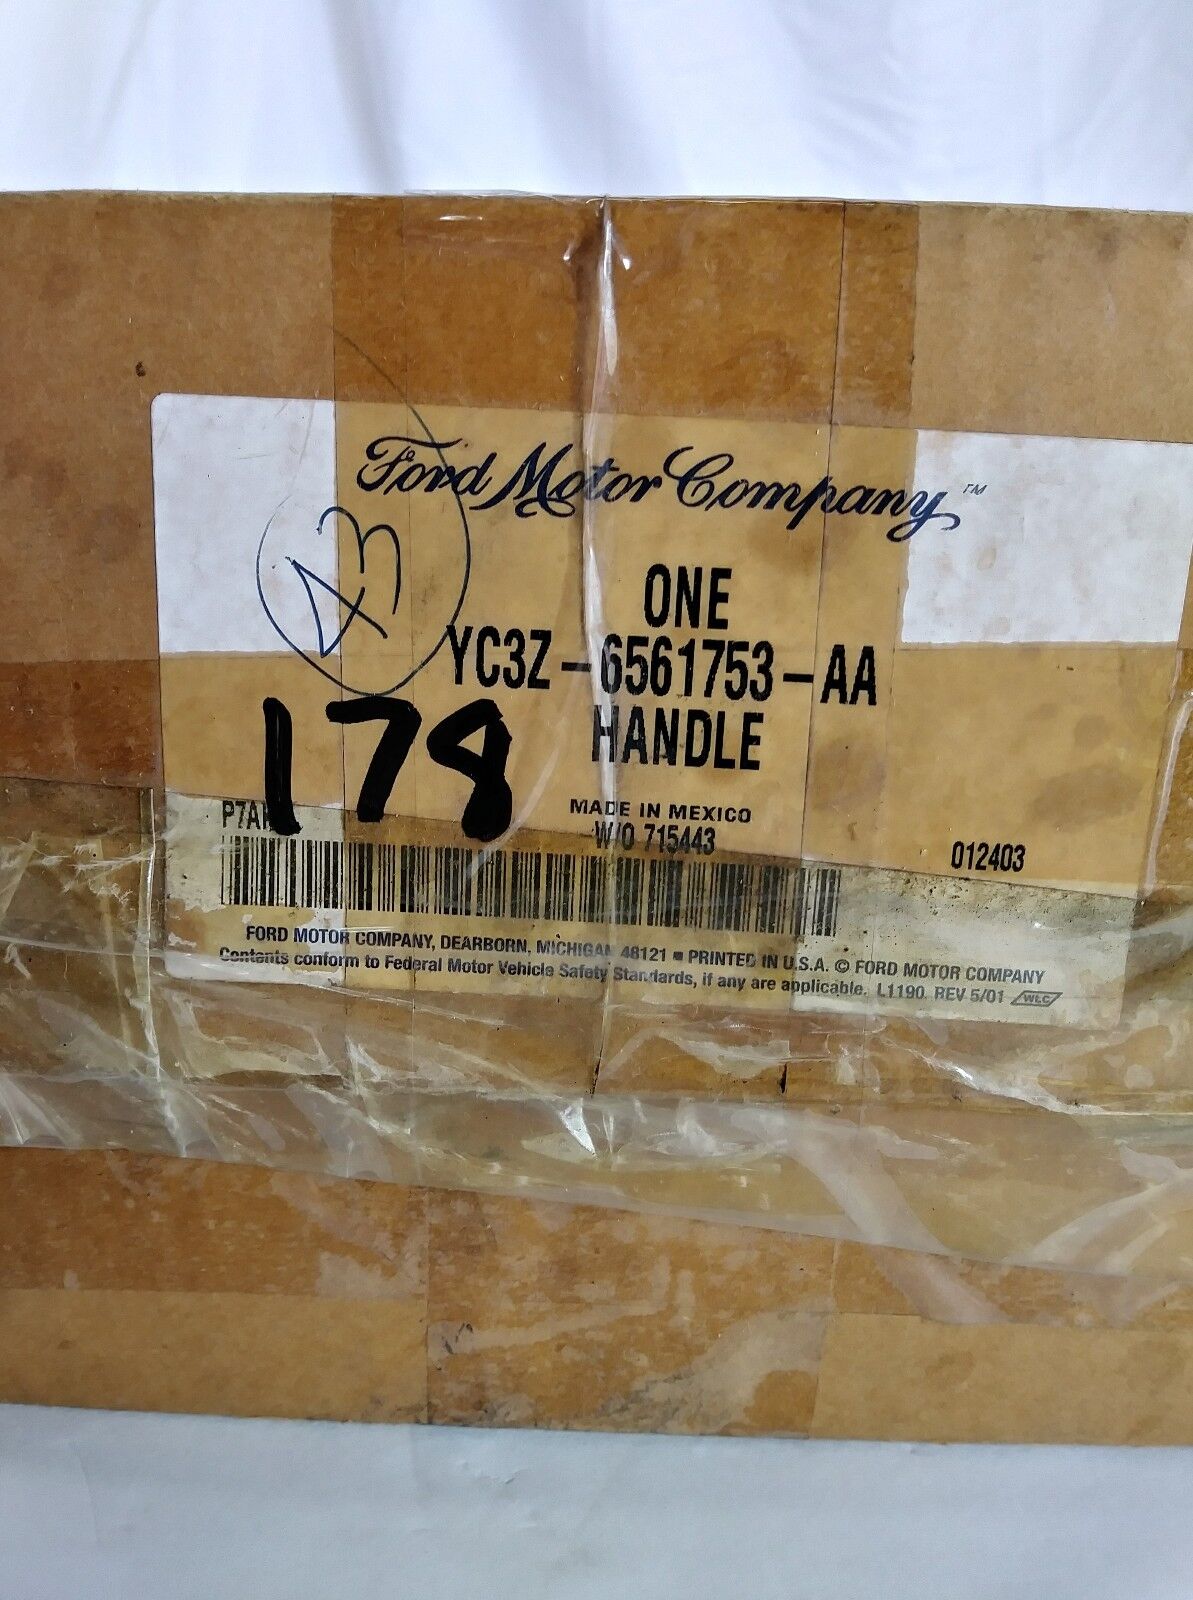 Ford Motor Company™
43
ONE
YC3Z-6561753-AA
178
HANDLE
MADE IN MEXICO
W/O 715443
012403
FORD MOTOR COMPANY, DEARBORN, MICHIGAN 48121 ■ PRINTED IN U.S.A. © FORD MOTOR COMPANY
Contents conform to Federal Motor Vehicle Safety Standards, if any are applicable. L1190 REV 5/01 WLC